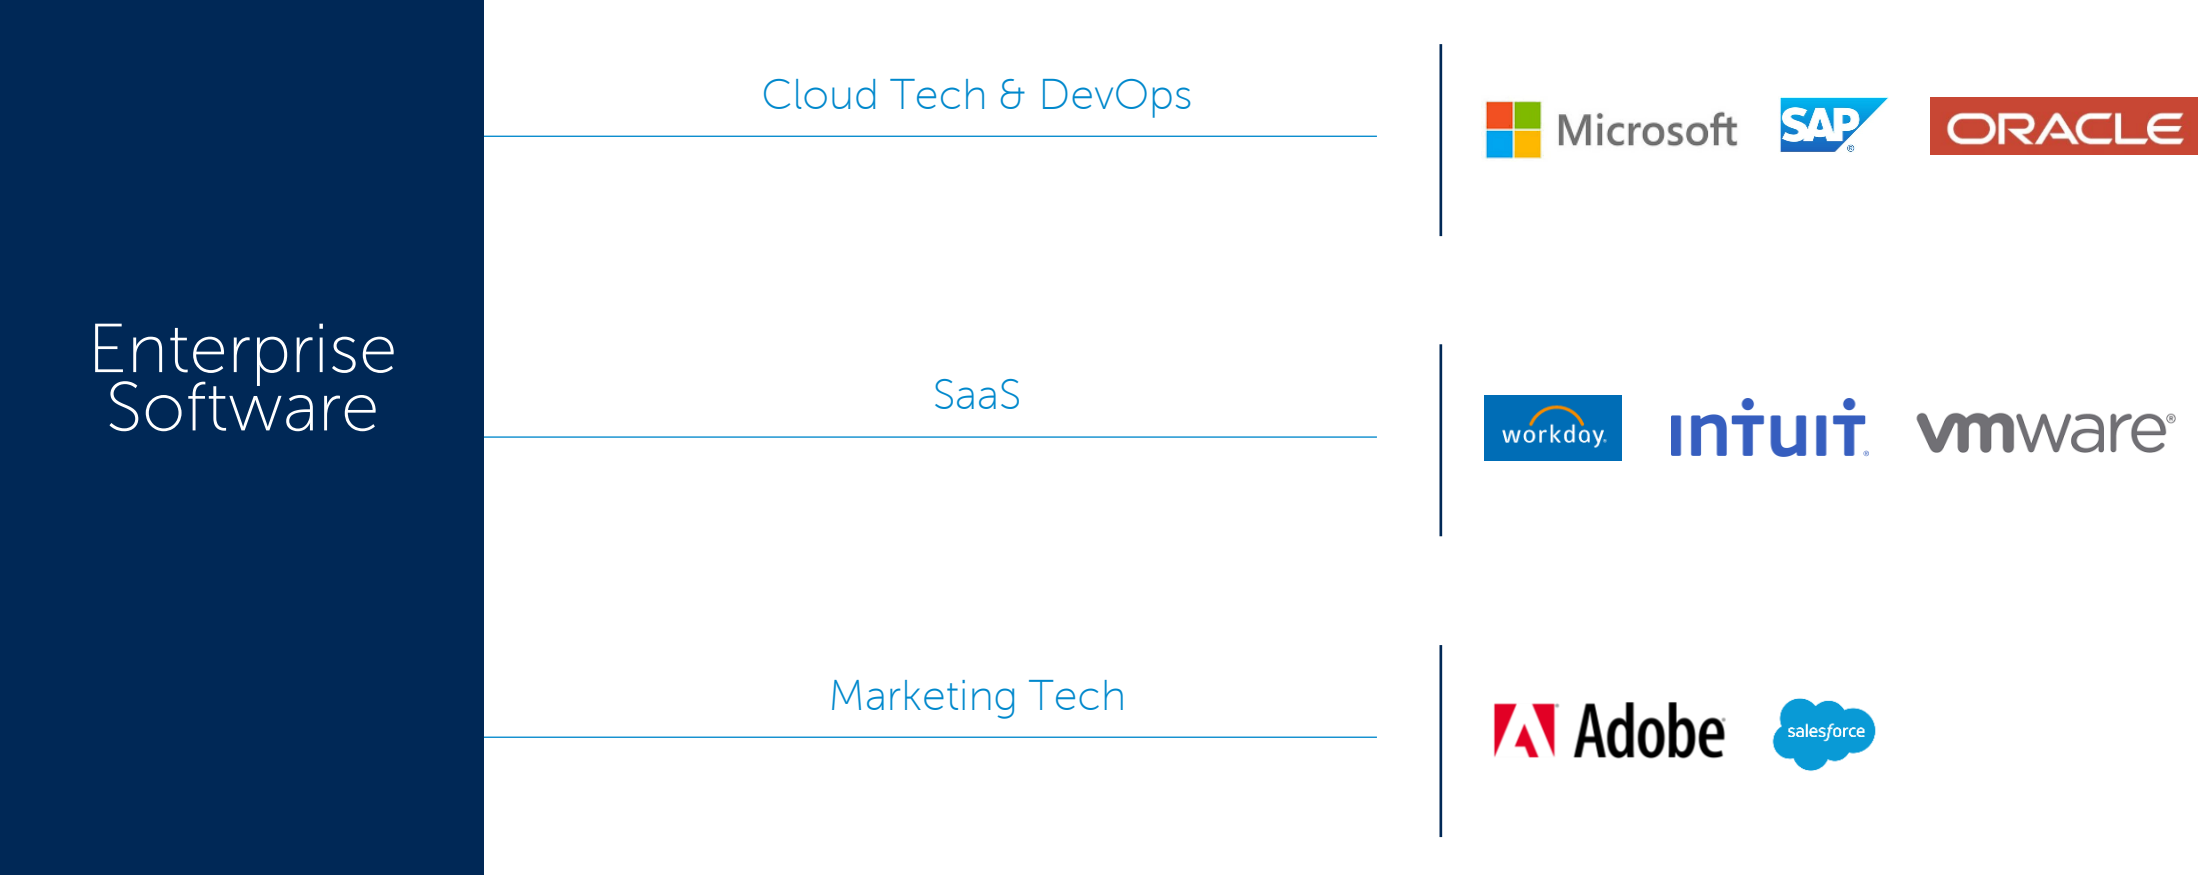 Enterprise
Software
Cloud Tech & DevOps
Microsoft
SAP®
ORACLE
SaaS
workday.
intuit®
vmware®
Marketing Tech
Adobe
salesforce